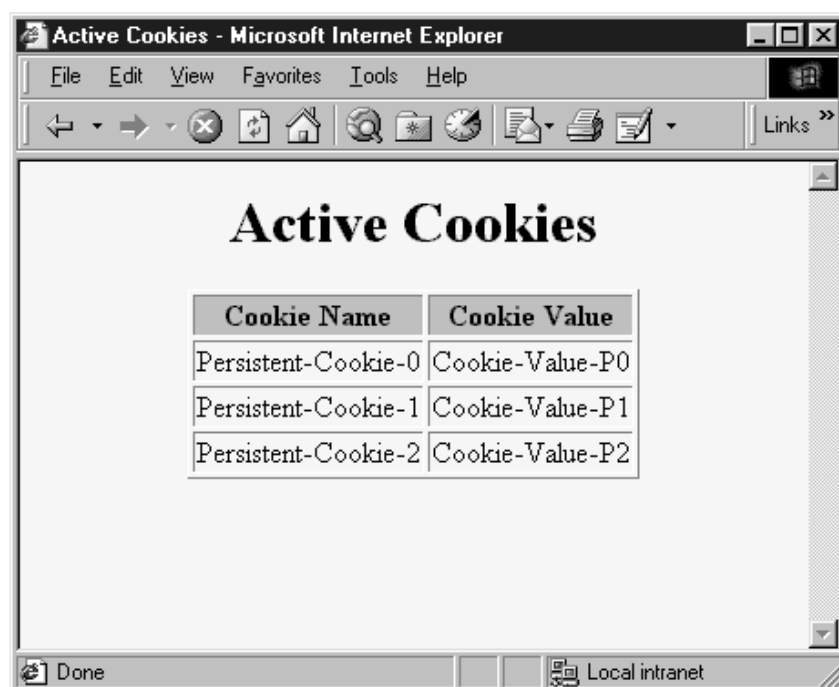 Active Cookies - Microsoft Internet Explorer
File Edit View Favorites Tools Help
Links »
Active Cookies
Cookie Name Cookie Value
Persistent-Cookie-0 Cookie-Value-P0
Persistent-Cookie-1 Cookie-Value-P1
Persistent-Cookie-2 Cookie-Value-P2
Done Local intranet